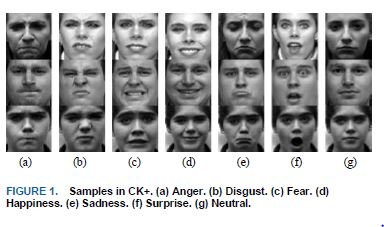 (a) (b) (c) (d) (e) (f) (g)
FIGURE 1. Samples in CK+. (a) Anger. (b) Disgust. (c) Fear. (d)
Happiness. (e) Sadness. (f) Surprise. (g) Neutral.